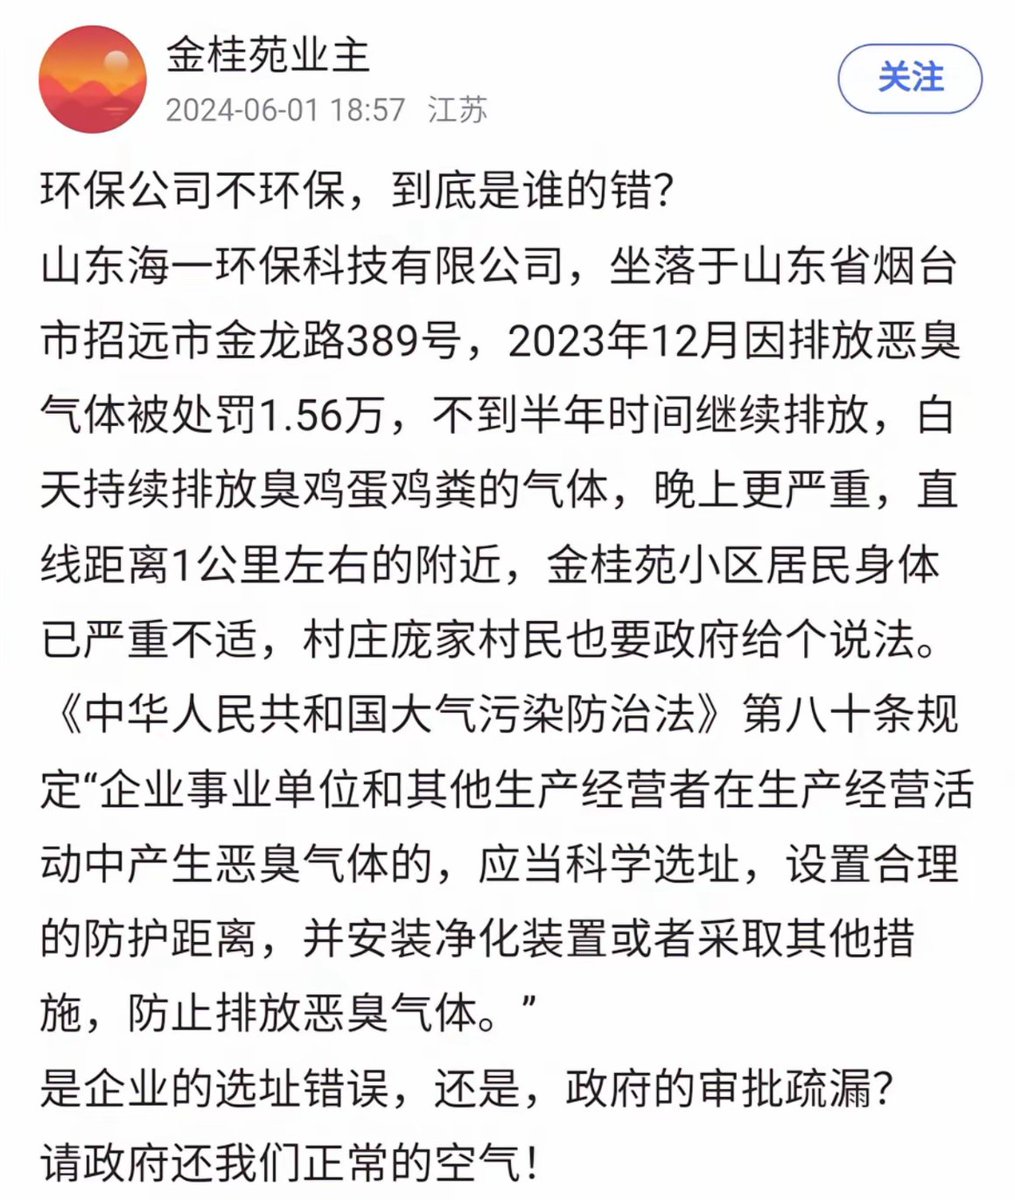 金桂苑业主
2024-06-01 18:57 江苏
关注
环保公司不环保，到底是谁的错？
山东海一环保科技有限公司，坐落于山东省烟台
市招远市金龙路389号，2023年12月因排放恶臭
气体被处罚1.56万，不到半年时间继续排放，白
天持续排放臭鸡蛋鸡粪的气体，晚上更严重，直
线距离1公里左右的附近，金桂苑小区居民身体
已严重不适，村庄庞家村民也要政府给个说法。
《中华人民共和国大气污染防治法》第八十条规
定“企业事业单位和其他生产经营者在生产经营活
动中产生恶臭气体的，应当科学选址，设置合理
的防护距离，并安装净化装置或者采取其他措
施，防止排放恶臭气体。”
是企业的选址错误，还是，政府的审批疏漏？
请政府还我们正常的空气！